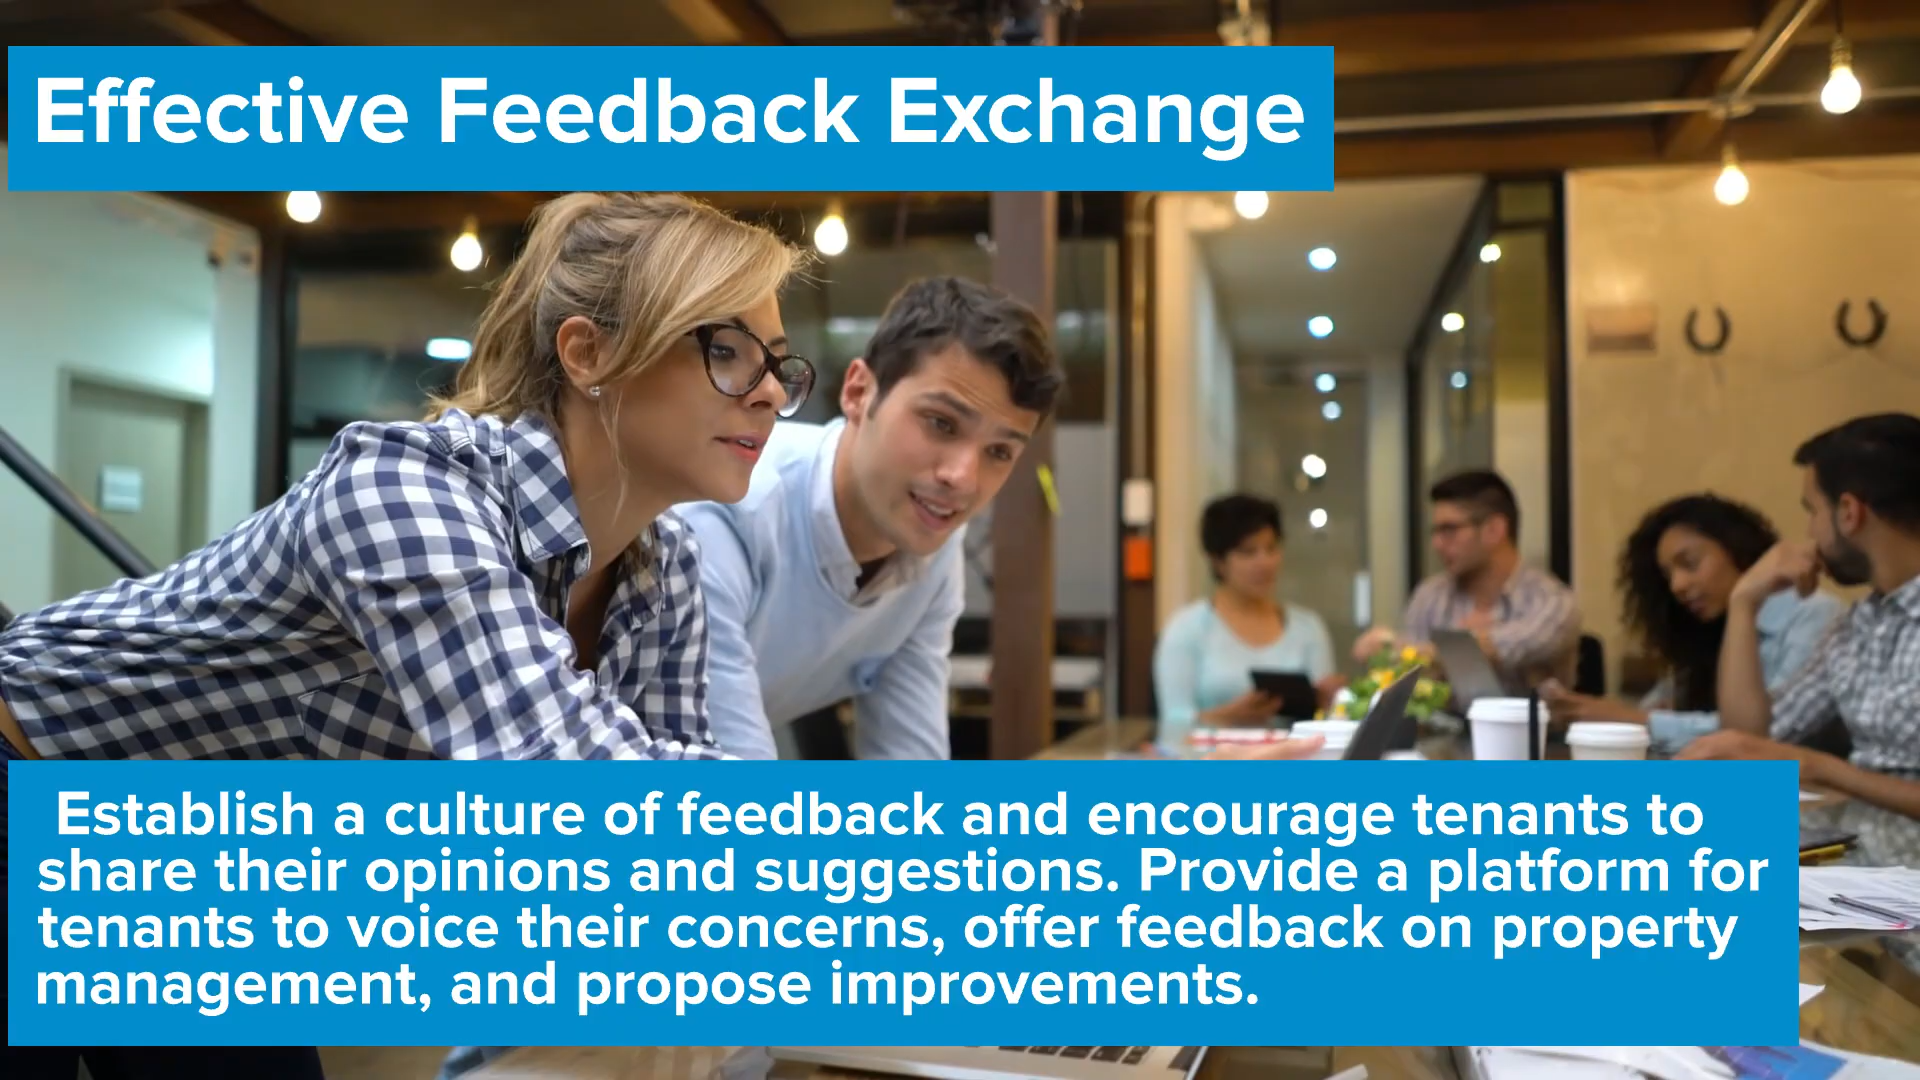 Effective Feedback Exchange
Establish a culture of feedback and encourage tenants to
share their opinions and suggestions. Provide a platform for
tenants to voice their concerns, offer feedback on property
management, and propose improvements.